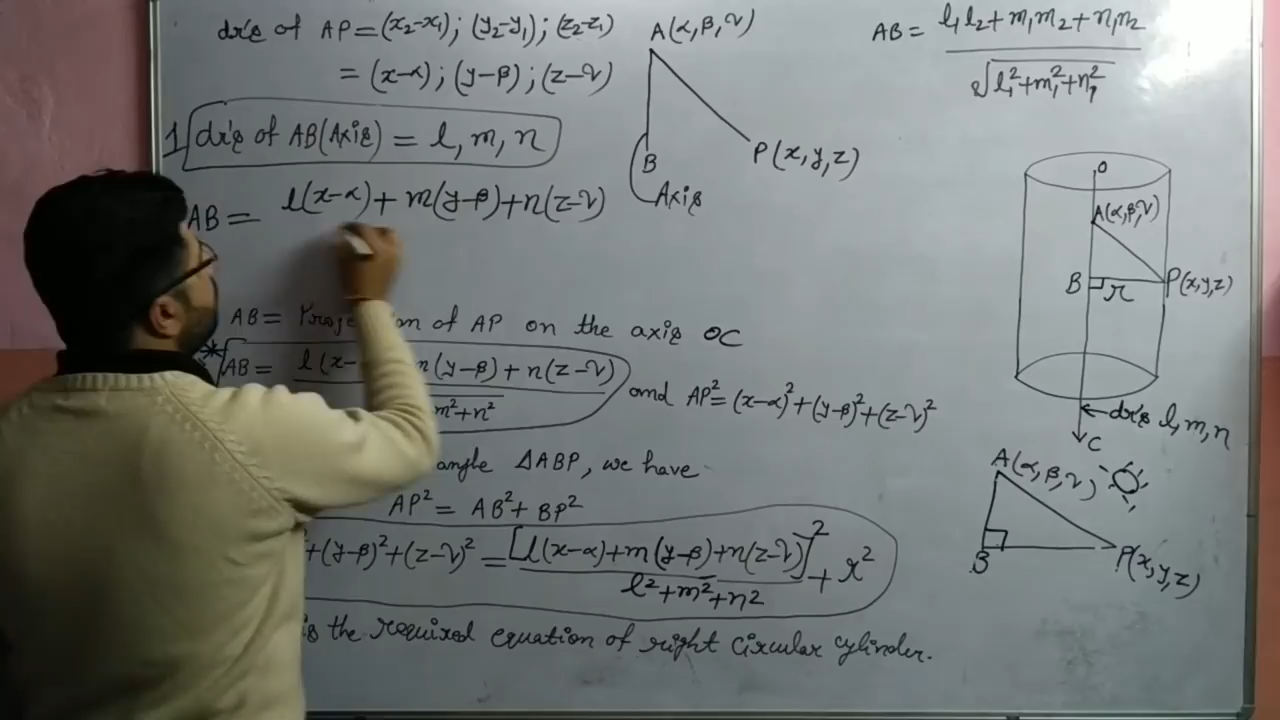 dr's of AP = (x₂-x₁); (y₂-y₁); (z₂-z₁)
= (x-α); (y-β); (z-γ)
1 dr's of AB(Axis) = l, m, n
AB = l(x-α) + m(y-β) + n(z-γ)
A(α, β, γ)
B
Axis
P(x, y, z)
AB = l₁l₂ + m₁m₂ + n₁n₂ / √l₁² + m₁² + n₁²
AB = of AP on the axis OC
* AB = l(x- (y-β) + n(z-γ) / m² + n² and AP² = (x-α)² + (y-β)² + (z-γ)²
ΔABP, we have
AP² = AB² + BP²
+ (y-β)² + (z-γ)² = [l(x-α) + m(y-β) + n(z-γ)]² / l² + m² + n² + r²
the required equation of right circular cylinder.
O
A(α, β, γ)
B
r
P(x, y, z)
dr's l, m, n
C
A(α, β, γ)
B
P(x, y, z)